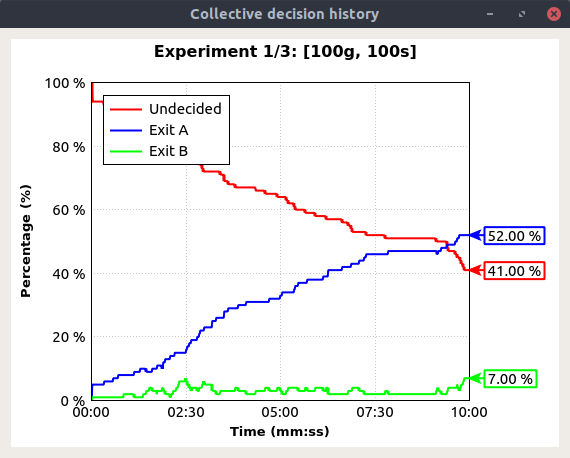 Collective decision history
Experiment 1/3: [100g, 100s]
100 %
80 %
60 %
40 %
20 %
0 %
Percentage (%)
Undecided
Exit A
Exit B
52.00 %
41.00 %
7.00 %
00:00 02:30 05:00 07:30 10:00
Time (mm:ss)